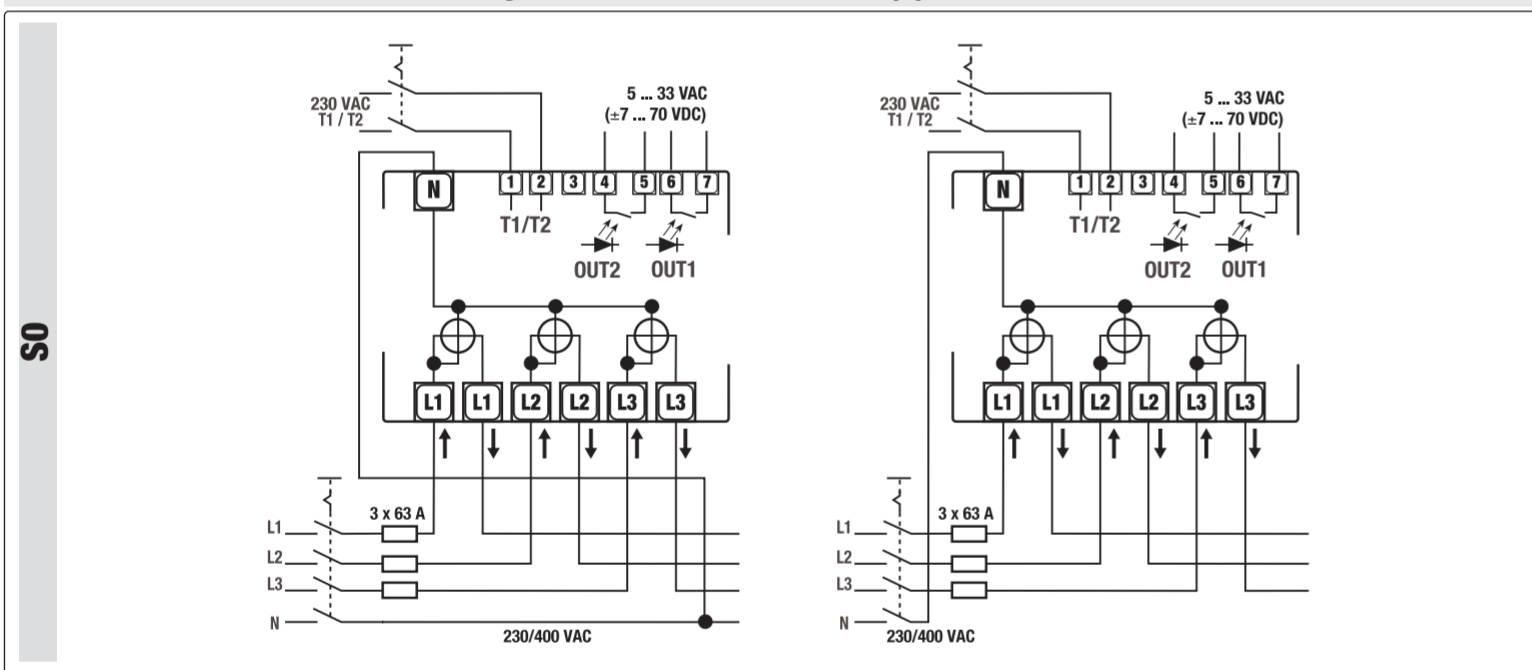 S0
230 VAC
T1 / T2
5 ... 33 VAC
(±7 ... 70 VDC)
N
1 2 3 4 5 6 7
T1/T2
OUT2 OUT1
L1 L1 L2 L2 L3 L3
3 x 63 A
L1
L2
L3
N
230/400 VAC
230 VAC
T1 / T2
5 ... 33 VAC
(±7 ... 70 VDC)
N
1 2 3 4 5 6 7
T1/T2
OUT2 OUT1
L1 L1 L2 L2 L3 L3
3 x 63 A
L1
L2
L3
N
230/400 VAC